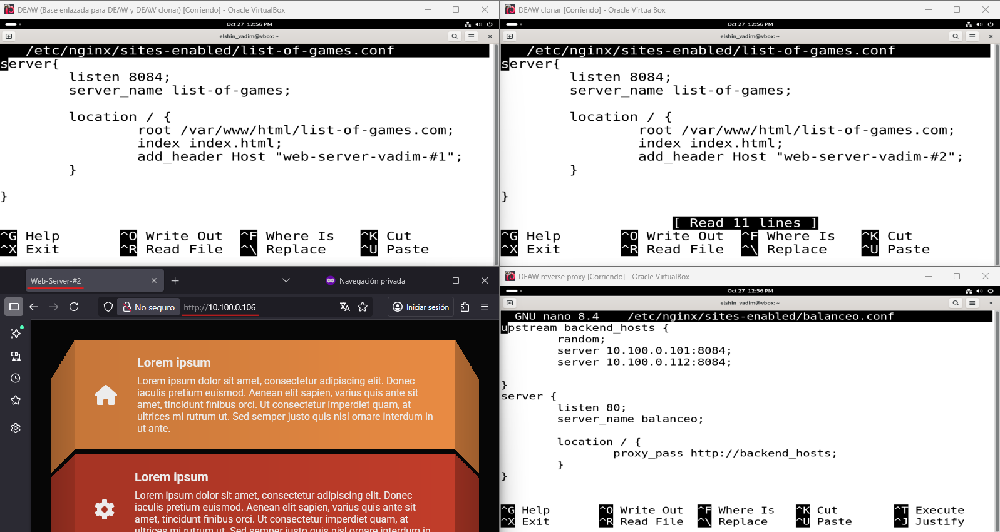 DEAW (Base enlazada para DEAW y DEAW clonar) [Corriendo] - Oracle VirtualBox
Oct 27 12:56 PM
elshin_vadim@vbox: ~
/etc/nginx/sites-enabled/list-of-games.conf
server{
listen 8084;
server_name list-of-games;
location / {
root /var/www/html/list-of-games.com;
index index.html;
add_header Host "web-server-vadim-#1";
}
}
^G Help ^O Write Out ^F Where Is ^K Cut
^X Exit ^R Read File ^\ Replace ^U Paste
DEAW clonar [Corriendo] - Oracle VirtualBox
Oct 27 12:56 PM
elshin_vadim@vbox: ~
/etc/nginx/sites-enabled/list-of-games.conf
server{
listen 8084;
server_name list-of-games;
location / {
root /var/www/html/list-of-games.com;
index index.html;
add_header Host "web-server-vadim-#2";
}
}
[ Read 11 lines ]
^G Help ^O Write Out ^F Where Is ^K Cut
^X Exit ^R Read File ^\ Replace ^U Paste
Web-Server-#2
Navegación privada
No seguro
http://10.100.0.106
Iniciar sesión
Lorem ipsum
Lorem ipsum dolor sit amet, consectetur adipiscing elit. Donec
iaculis pretium euismod. Aenean elit sapien, varius quis ante sit
amet, tincidunt finibus orci. Ut consectetur imperdiet quam, at
ultrices mi rutrum ut. Sed semper justo quis nisl ornare interdum in
ut ante.
Lorem ipsum
Lorem ipsum dolor sit amet, consectetur adipiscing elit. Donec
iaculis pretium euismod. Aenean elit sapien, varius quis ante sit
amet, tincidunt finibus orci. Ut consectetur imperdiet quam, at
ultrices mi rutrum ut. Sed semper justo quis nisl ornare interdum in
DEAW reverse proxy [Corriendo] - Oracle VirtualBox
Oct 27 12:56 PM
elshin_vadim@vbox: ~
GNU nano 8.4 /etc/nginx/sites-enabled/balanceo.conf
upstream backend_hosts {
random;
server 10.100.0.101:8084;
server 10.100.0.112:8084;
}
server {
listen 80;
server_name balanceo;
location / {
proxy_pass http://backend_hosts;
}
}
^G Help ^O Write Out ^F Where Is ^K Cut ^T Execute
^X Exit ^R Read File ^\ Replace ^U Paste ^J Justify